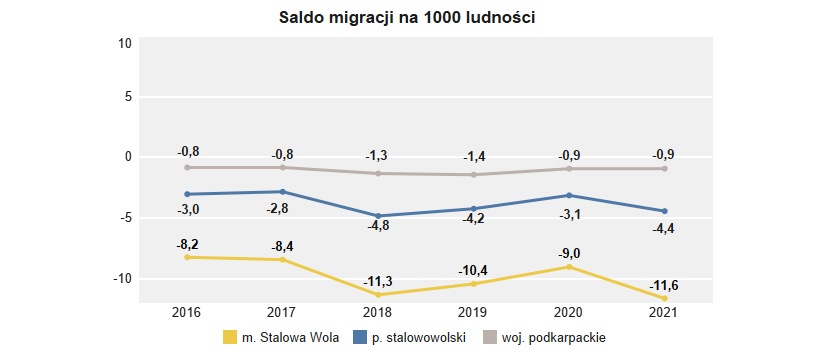 Saldo migracji na 1000 ludności
10
5
0
-5
-10
-0,8 -0,8 -1,3 -1,4 -0,9 -0,9
-3,0 -2,8 -4,8 -4,2 -3,1 -4,4
-8,2 -8,4 -11,3 -10,4 -9,0 -11,6
2016 2017 2018 2019 2020 2021
m. Stalowa Wola p. stalowowolski woj. podkarpackie